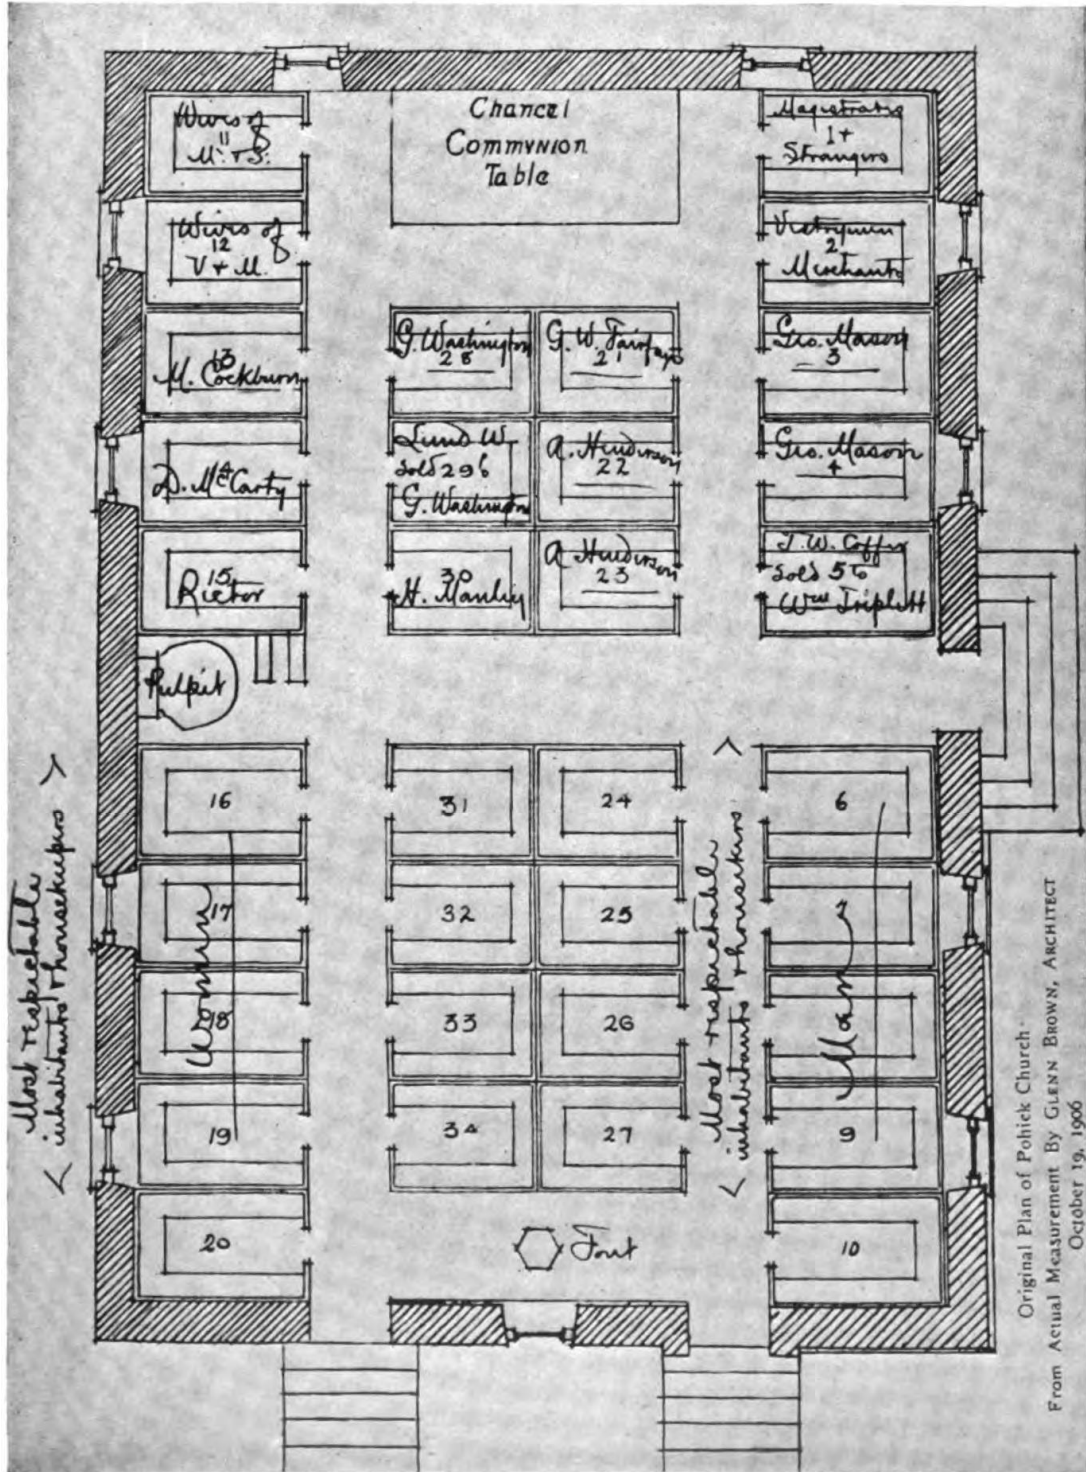 Wives of
11
M. & S.
Chancel
Communion
Table
Magistrates
1 &
Strangers
Wives of
12
V & M.
Vestrymen
2
Merchants
13
M. Cockburn
G. Washington
28
G. W. Fairfax
21
Geo. Mason
3
D. McCarty
Lund W.
sold 29 to
G. Washington
A. Henderson
22
Geo. Mason
4
15
Rector
30
H. Manley
A Henderson
23
T. W. Coffer
Sold 5 to
Wm Triplett
Pulpit
16
31
24
6
17
32
25
7
18
33
26
19
34
27
9
20
Font
10
Women
Man
Most respectable
inhabitants & housekeepers
Most respectable
inhabitants & housekeepers
Original Plan of Pohick Church
From Actual Measurement By GLENN BROWN, ARCHITECT
October 19, 1906